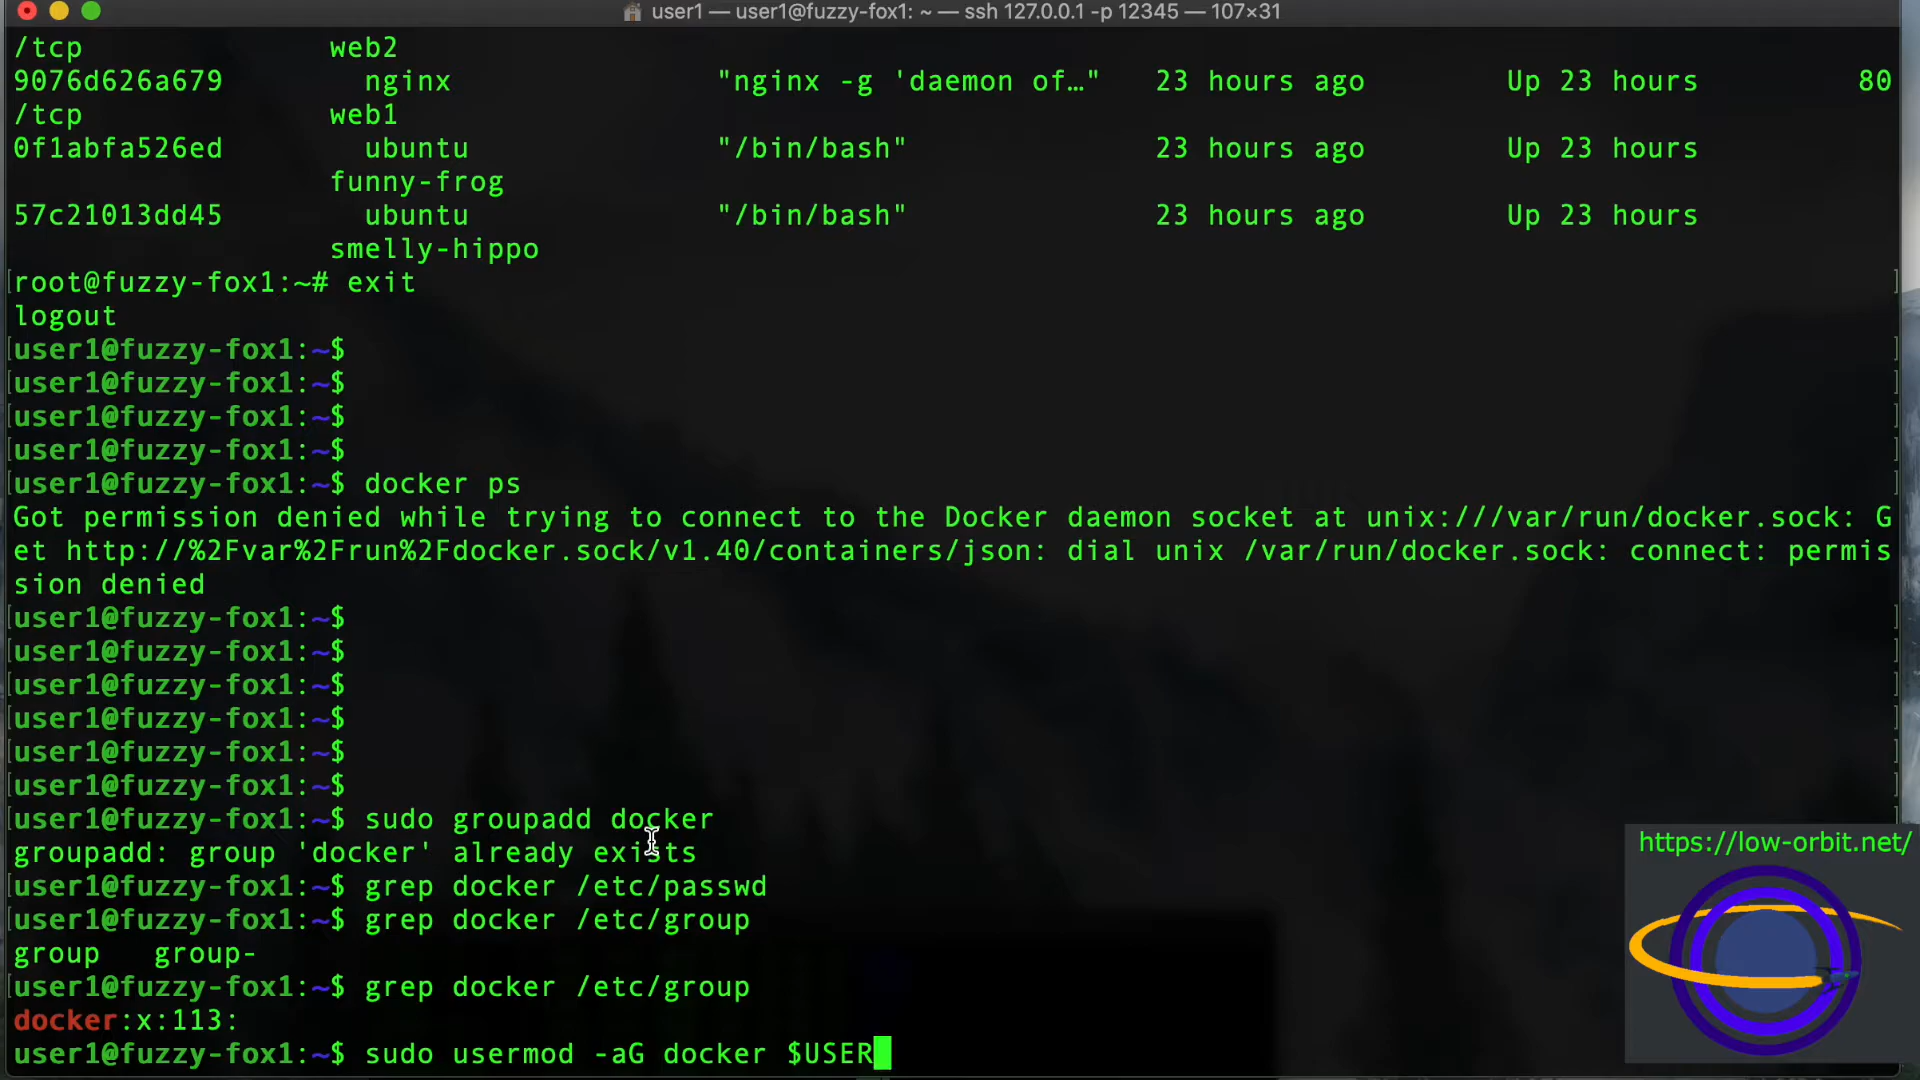 user1 — user1@fuzzy-fox1: ~ — ssh 127.0.0.1 -p 12345 — 107×31
/tcp web2
9076d626a679 nginx "nginx -g 'daemon of…" 23 hours ago Up 23 hours 80
/tcp web1
0f1abfa526ed ubuntu "/bin/bash" 23 hours ago Up 23 hours
funny-frog
57c21013dd45 ubuntu "/bin/bash" 23 hours ago Up 23 hours
smelly-hippo
[root@fuzzy-fox1:~# exit ]
logout
[user1@fuzzy-fox1:~$ ]
[user1@fuzzy-fox1:~$ ]
[user1@fuzzy-fox1:~$ ]
[user1@fuzzy-fox1:~$ ]
[user1@fuzzy-fox1:~$ docker ps ]
Got permission denied while trying to connect to the Docker daemon socket at unix:///var/run/docker.sock: G
et http://%2Fvar%2Frun%2Fdocker.sock/v1.40/containers/json: dial unix /var/run/docker.sock: connect: permis
sion denied
[user1@fuzzy-fox1:~$ ]
[user1@fuzzy-fox1:~$ ]
[user1@fuzzy-fox1:~$ ]
[user1@fuzzy-fox1:~$ ]
[user1@fuzzy-fox1:~$ ]
[user1@fuzzy-fox1:~$ ]
[user1@fuzzy-fox1:~$ sudo groupadd docker
groupadd: group 'docker' already exists
[user1@fuzzy-fox1:~$ grep docker /etc/passwd
[user1@fuzzy-fox1:~$ grep docker /etc/group
group group-
[user1@fuzzy-fox1:~$ grep docker /etc/group
docker:x:113:
user1@fuzzy-fox1:~$ sudo usermod -aG docker $USER
https://low-orbit.net/